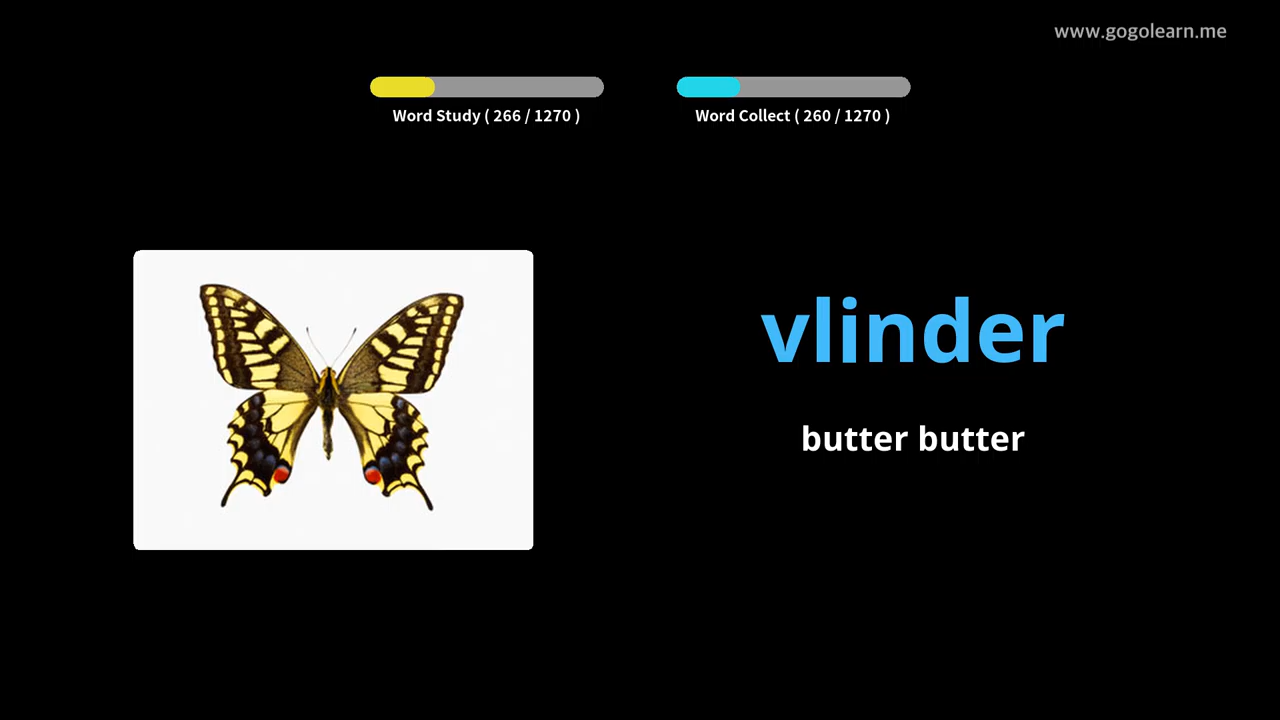 www.gogolearn.me
Word Study ( 266 / 1270 )
Word Collect ( 260 / 1270 )
vlinder
butter butter